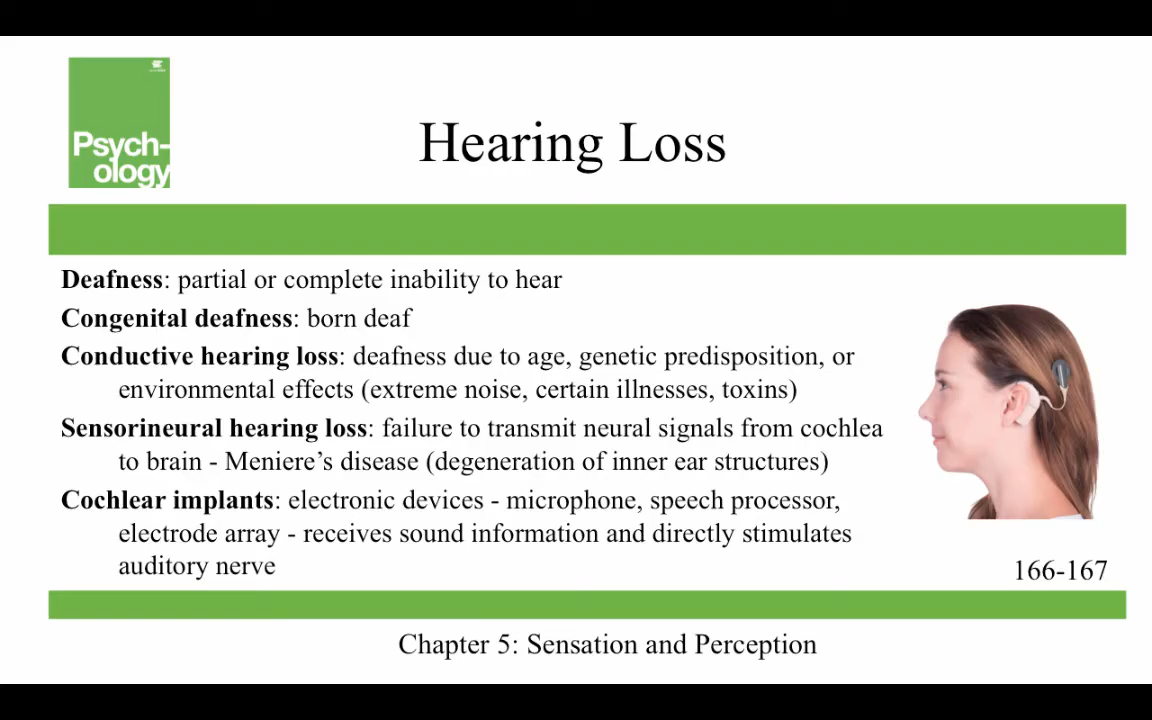 Psych-
ology
Hearing Loss
Deafness: partial or complete inability to hear
Congenital deafness: born deaf
Conductive hearing loss: deafness due to age, genetic predisposition, or
environmental effects (extreme noise, certain illnesses, toxins)
Sensorineural hearing loss: failure to transmit neural signals from cochlea
to brain - Meniere’s disease (degeneration of inner ear structures)
Cochlear implants: electronic devices - microphone, speech processor,
electrode array - receives sound information and directly stimulates
auditory nerve
166-167
Chapter 5: Sensation and Perception